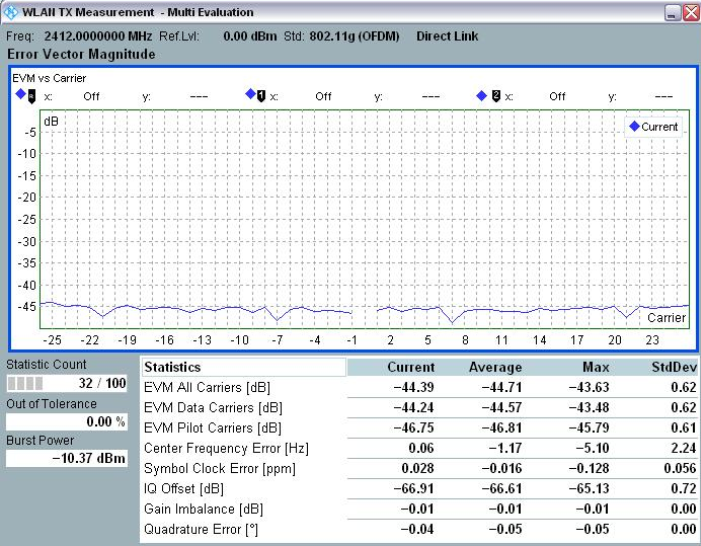 WLAN TX Measurement - Multi Evaluation
Freq: 2412.0000000 MHz Ref.Lvl: 0.00 dBm Std: 802.11g (OFDM) Direct Link
Error Vector Magnitude
EVM vs Carrier
R x: Off y: --- 1 x: Off y: --- 2 x: Off y: ---
dB
Current
-5
-10
-15
-20
-25
-30
-35
-40
-45
Carrier
-25 -22 -19 -16 -13 -10 -7 -4 -1 2 5 8 11 14 17 20 23
Statistic Count
32 / 100
Out of Tolerance
0.00 %
Burst Power
−10.37 dBm
Statistics Current Average Max StdDev
EVM All Carriers [dB] −44.39 −44.71 −43.63 0.62
EVM Data Carriers [dB] −44.24 −44.57 −43.48 0.62
EVM Pilot Carriers [dB] −46.75 −46.81 −45.79 0.61
Center Frequency Error [Hz] 0.06 −1.17 −5.10 2.24
Symbol Clock Error [ppm] 0.028 −0.016 −0.128 0.056
IQ Offset [dB] −66.91 −66.61 −65.13 0.72
Gain Imbalance [dB] −0.01 −0.01 −0.01 0.00
Quadrature Error [°] −0.04 −0.05 −0.05 0.00